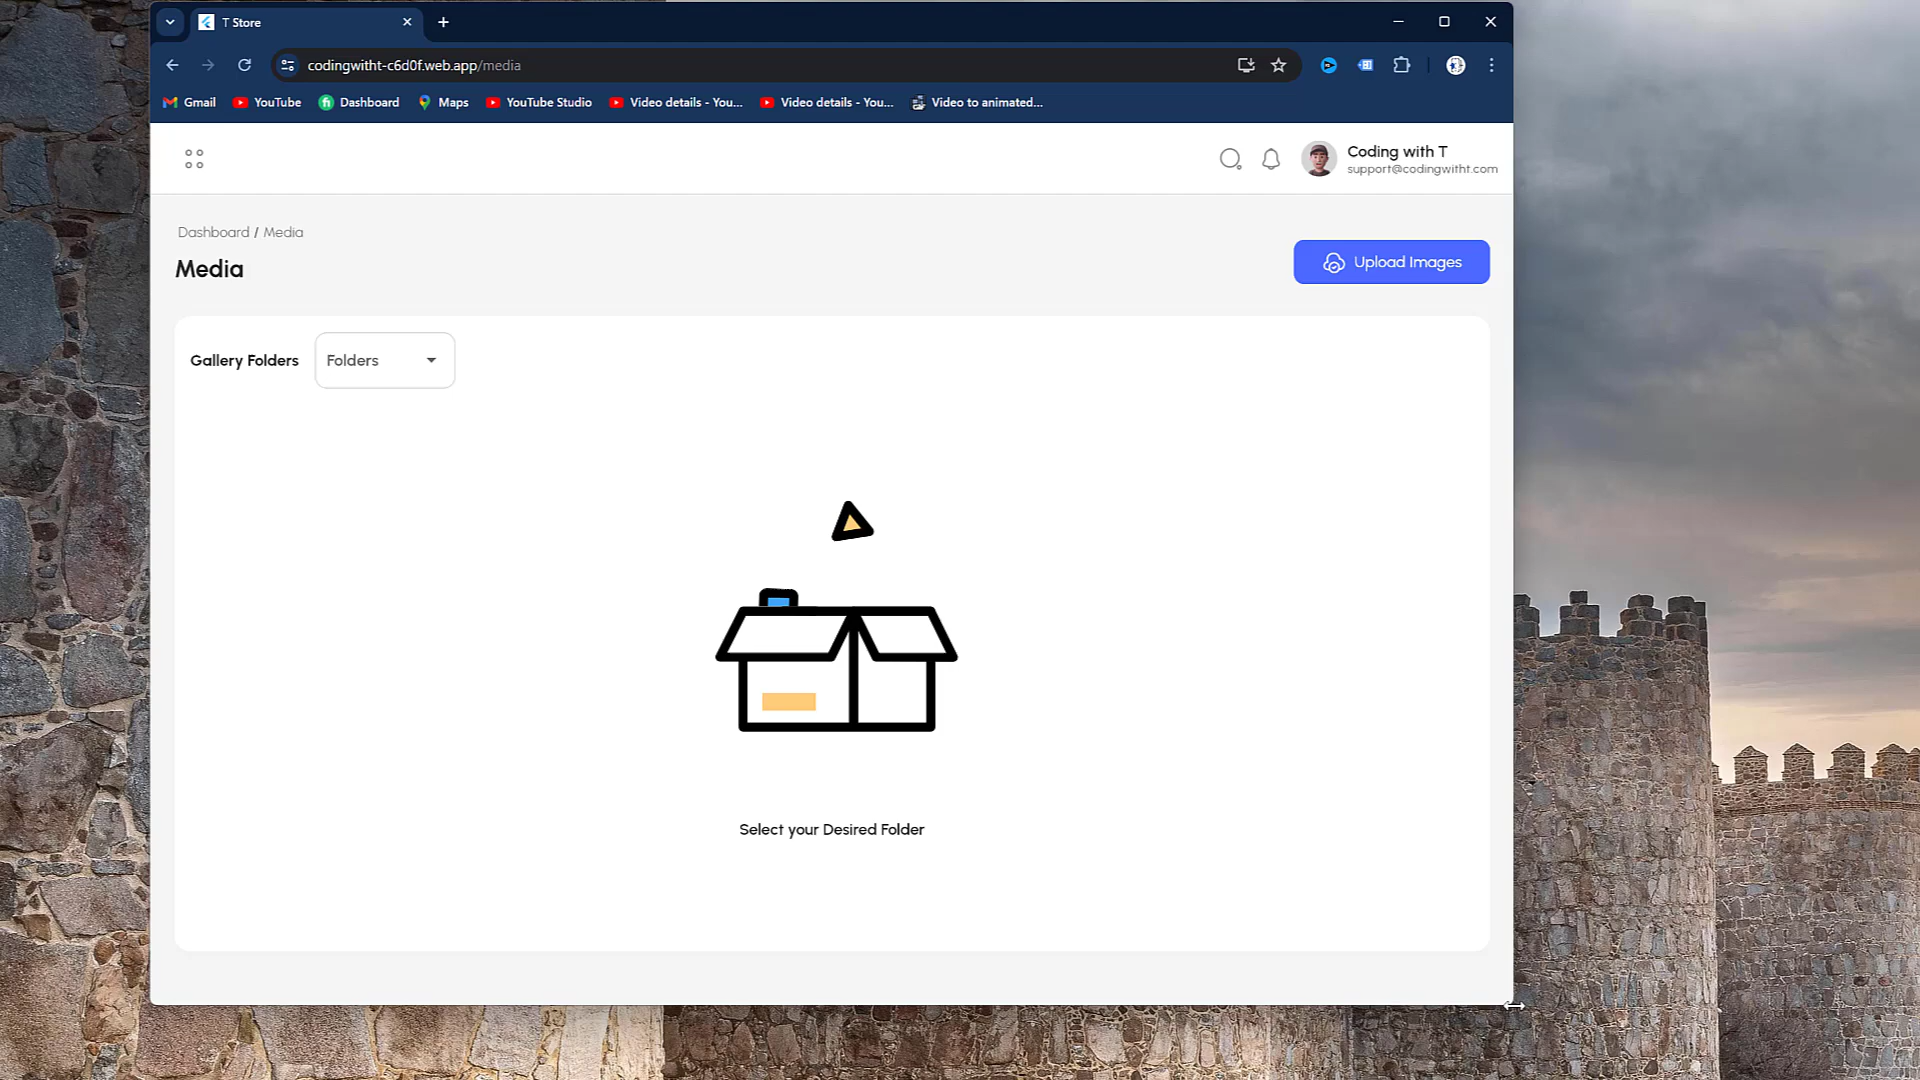 T Store
codingwitht-c6d0f.web.app/media
Gmail
YouTube
Dashboard
Maps
YouTube Studio
Video details - You...
Video details - You...
Video to animated...
Coding with T
support@codingwitht.com
Dashboard / Media
Media
Upload Images
Gallery Folders
Folders
Select your Desired Folder